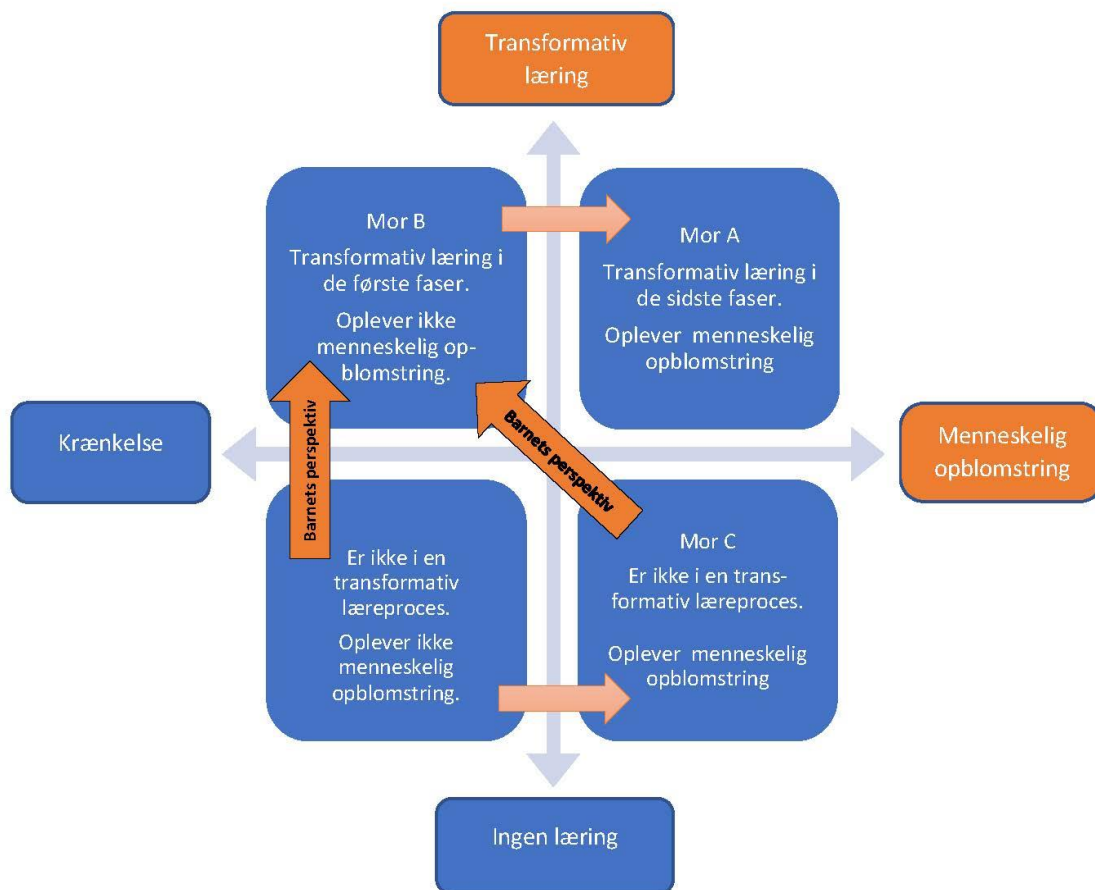 Transformativ
læring
Mor B
Transformativ læring i
de første faser.
Oplever ikke
menneskelig op-
blomstring.
Mor A
Transformativ læring i
de sidste faser.
Oplever menneskelig
opblomstring
Krænkelse
Menneskelig
opblomstring
Barnets perspektiv
Barnets perspektiv
Er ikke i en
transformativ
læreproces.
Oplever ikke
menneskelig
opblomstring.
Mor C
Er ikke i en trans-
formativ læreproces.
Oplever menneskelig
opblomstring
Ingen læring